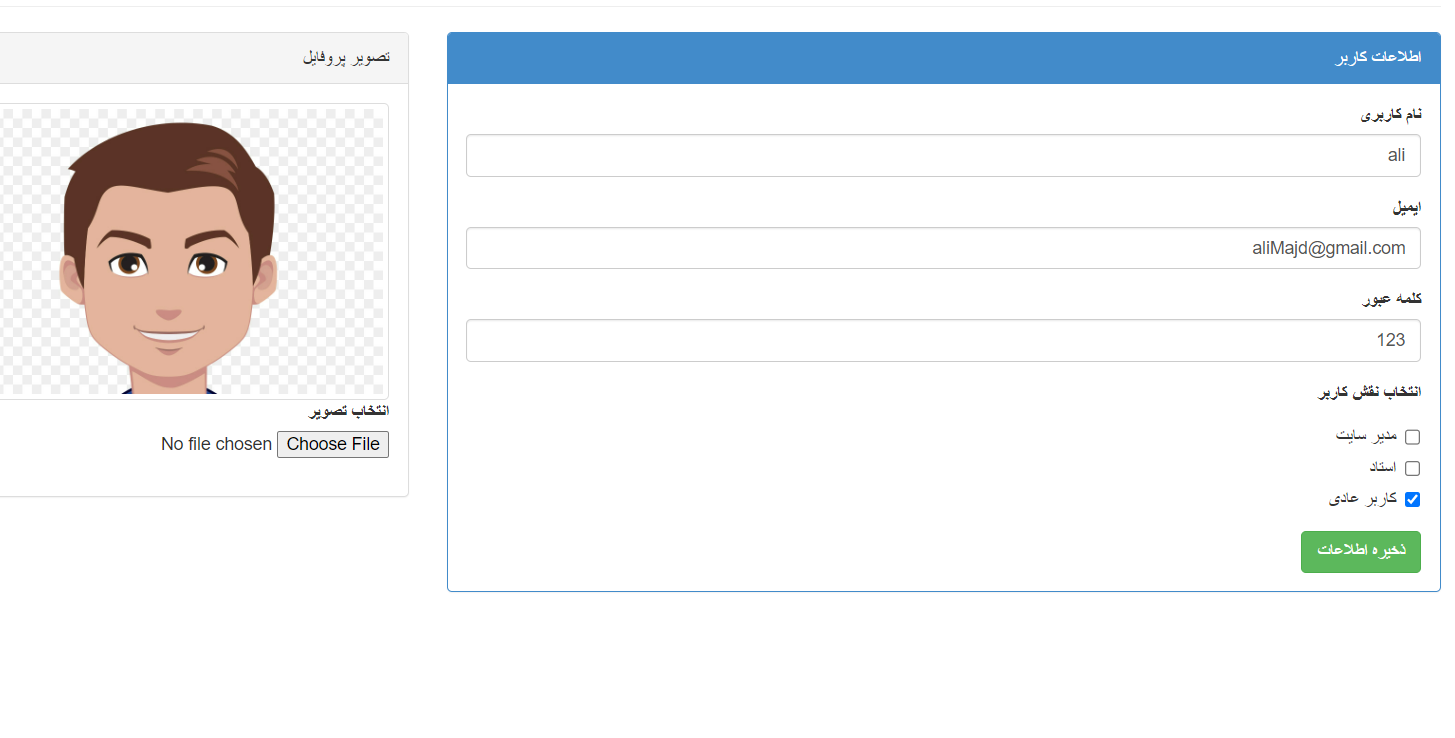 اطلاعات کاربر
نام کاربری
ali
ایمیل
aliMajd@gmail.com
کلمه عبور
123
انتخاب نقش کاربر
مدیر سایت
استاد
کاربر عادی
ذخیره اطلاعات
تصویر پروفایل
انتخاب تصویر
Choose File No file chosen